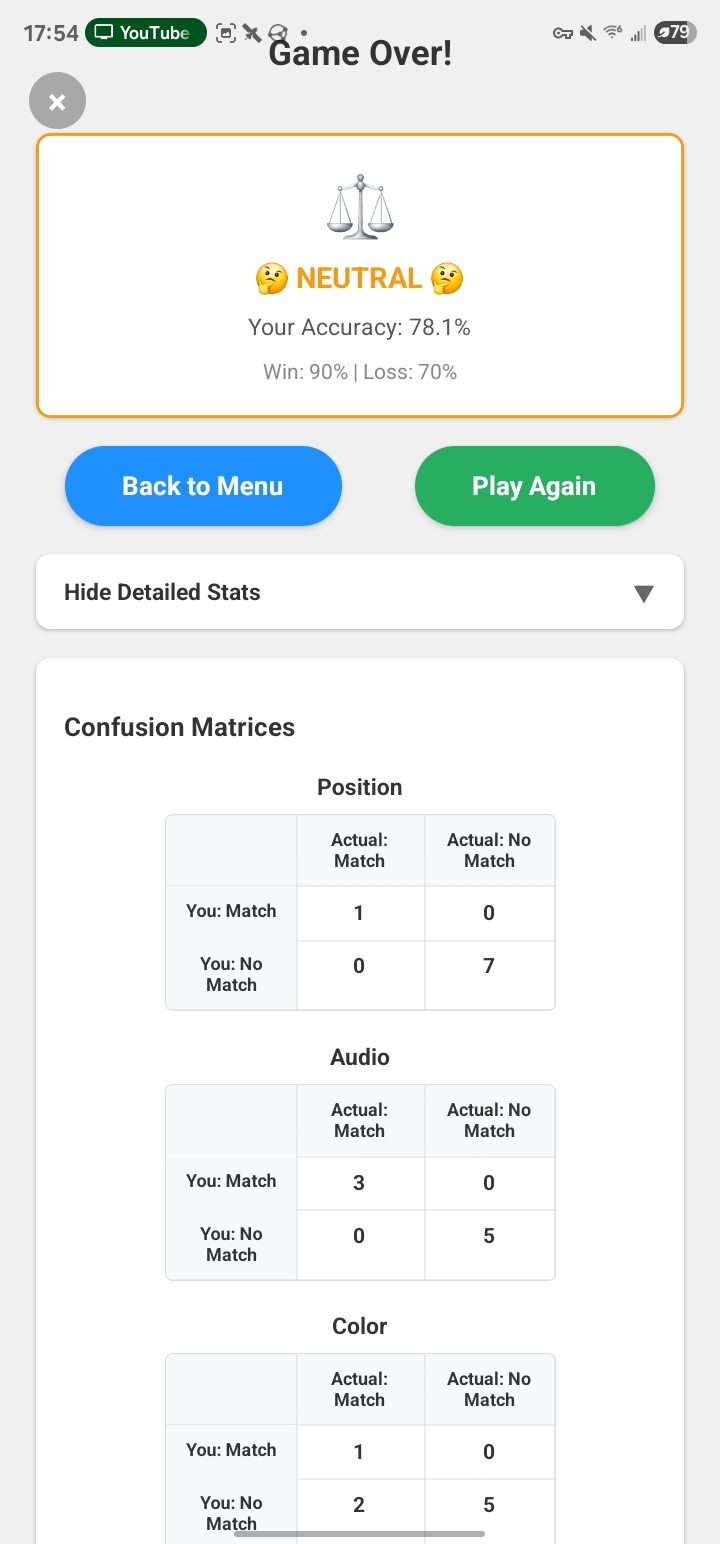 17:54 YouTube 79
Game Over!
×
🤔 NEUTRAL 🤔
Your Accuracy: 78.1%
Win: 90% | Loss: 70%
Back to Menu Play Again
Hide Detailed Stats ▼
Confusion Matrices
Position
Actual: Match Actual: No Match
You: Match 1 0
You: No Match 0 7
Audio
Actual: Match Actual: No Match
You: Match 3 0
You: No Match 0 5
Color
Actual: Match Actual: No Match
You: Match 1 0
You: No Match 2 5